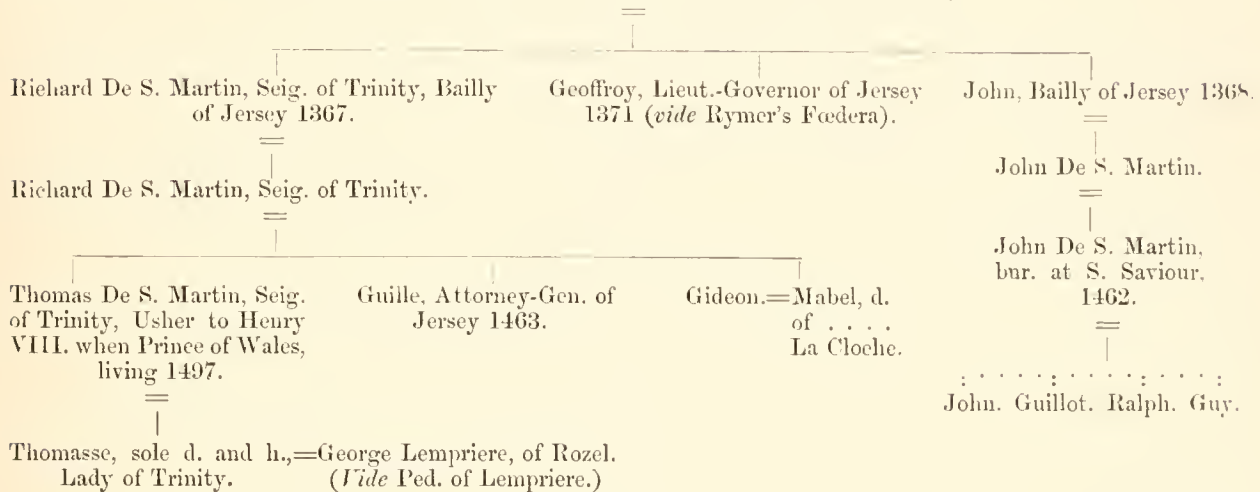 Richard De S. Martin, Seig. of Trinity, Bailly
of Jersey 1367.
Geoffroy, Lieut.-Governor of Jersey
1371 (vide Rymer's Fœdera).
John, Bailly of Jersey 1368.
John De S. Martin.
Richard De S. Martin, Seig. of Trinity.
John De S. Martin,
bur. at S. Saviour.
1462.
Thomas De S. Martin, Seig.
of Trinity, Usher to Henry
VIII. when Prince of Wales,
living 1497.
Guille, Attorney-Gen. of
Jersey 1463.
Gideon.=Mabel, d.
of . . . .
La Cloche.
John. Guillot. Ralph. Guy.
Thomasse, sole d. and h.,=George Lempriere, of Rozel.
Lady of Trinity. (Vide Ped. of Lempriere.)